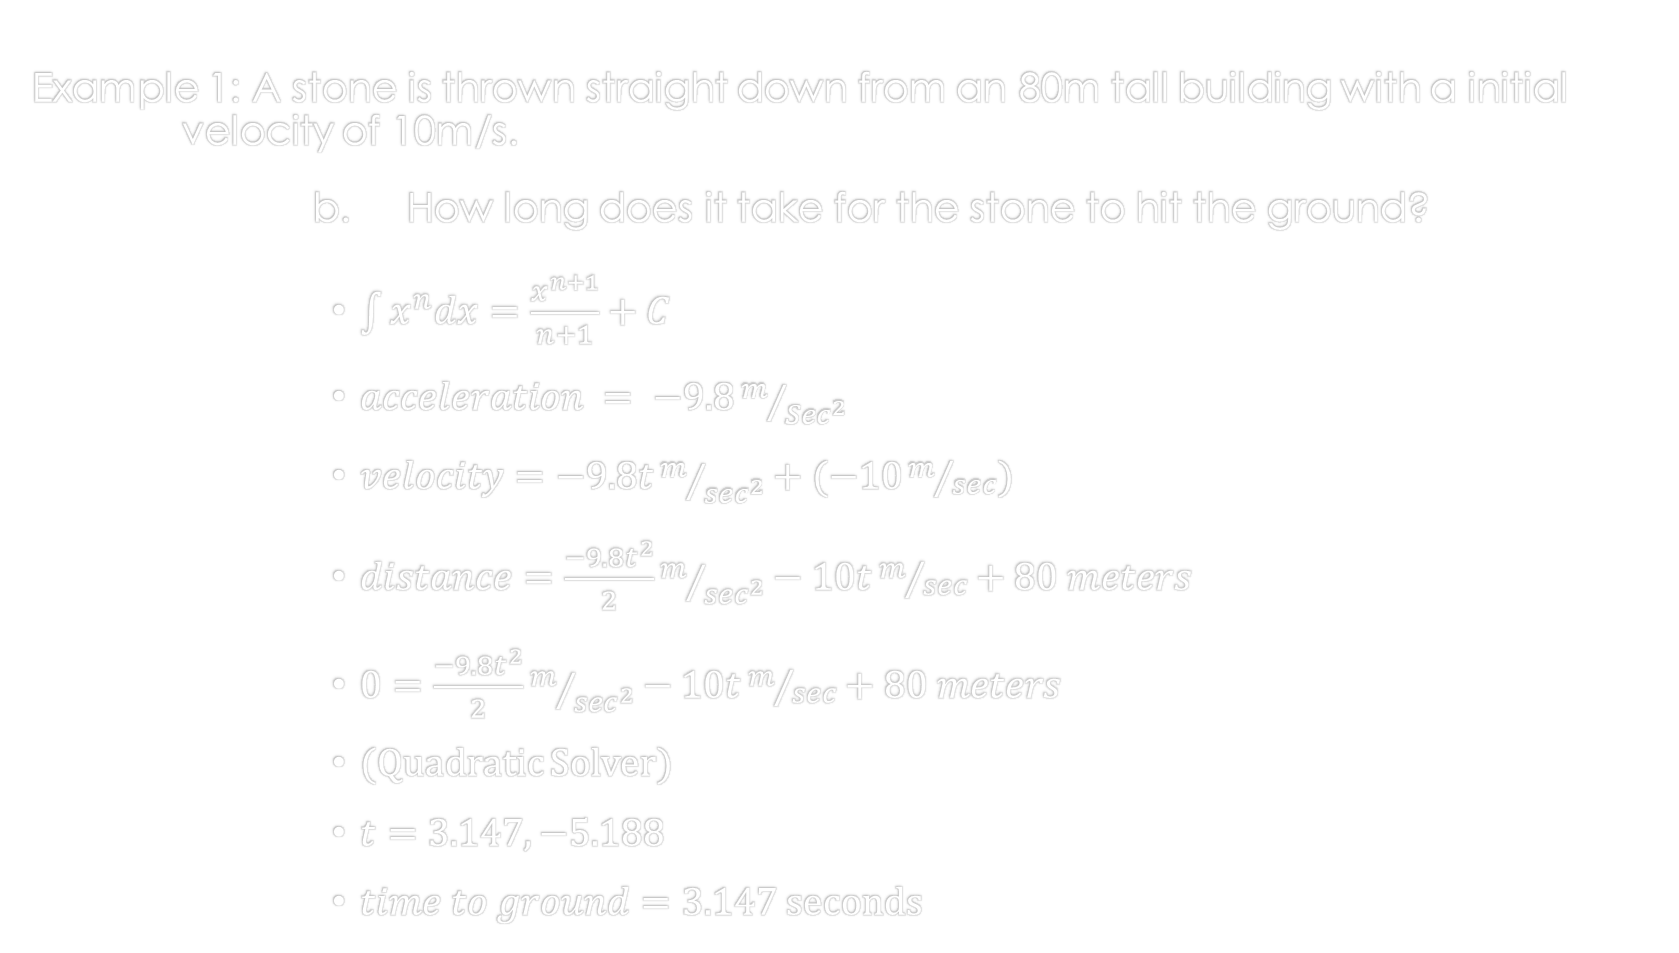 Example 1: A stone is thrown straight down from an 80m tall building with a initial
velocity of 10m/s.
b. How long does it take for the stone to hit the ground?
• ∫ xⁿdx = xⁿ⁺¹/n+1 + C
• acceleration = −9.8 m/Sec²
• velocity = −9.8t m/sec² + (−10 m/sec)
• distance = −9.8t²/2 m/sec² − 10t m/sec + 80 meters
• 0 = −9.8t²/2 m/sec² − 10t m/sec + 80 meters
• (Quadratic Solver)
• t = 3.147, −5.188
• time to ground = 3.147 seconds